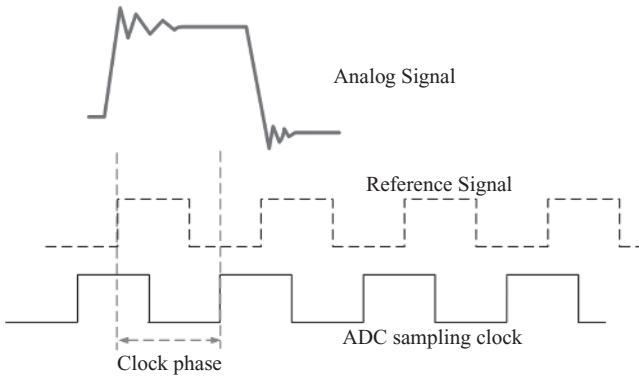 Analog Signal
Reference Signal
ADC sampling clock
Clock phase